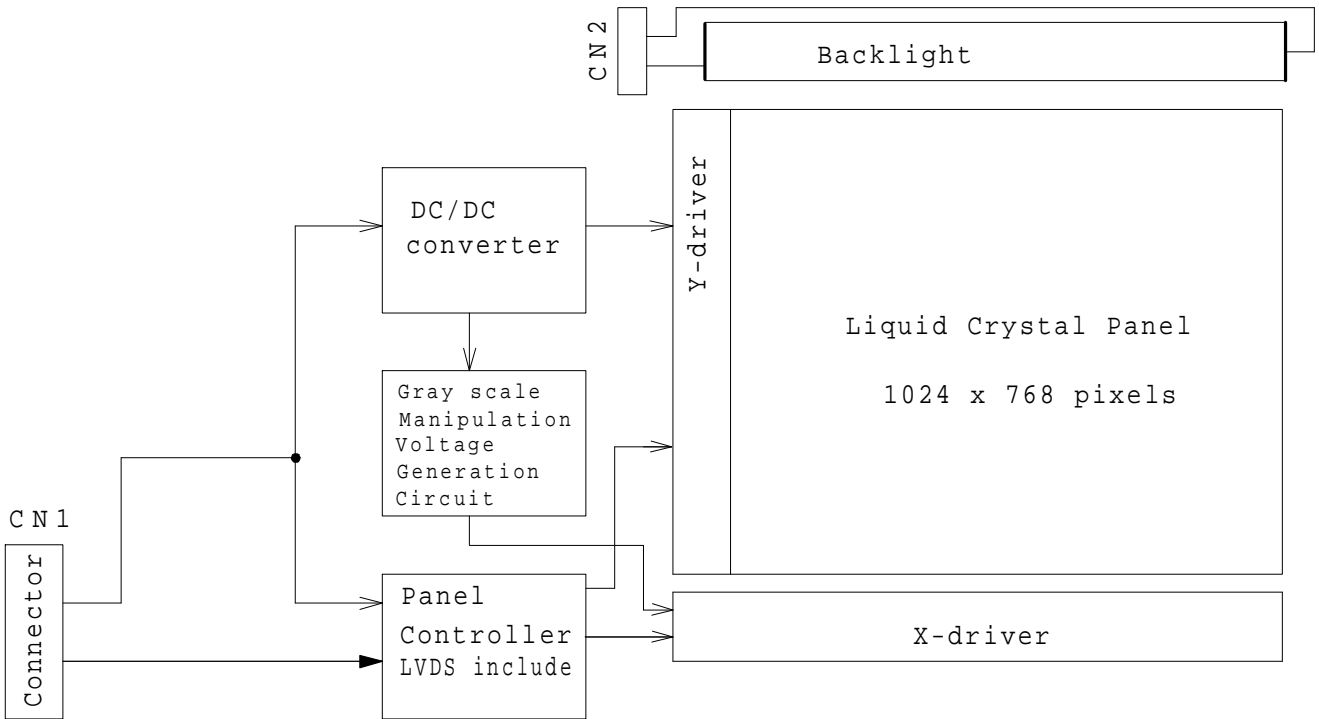 CN2
Backlight
Y-driver
DC/DC
converter
Liquid Crystal Panel
1024 x 768 pixels
Gray scale
Manipulation
Voltage
Generation
Circuit
CN1
Connector
Panel
Controller
LVDS include
X-driver